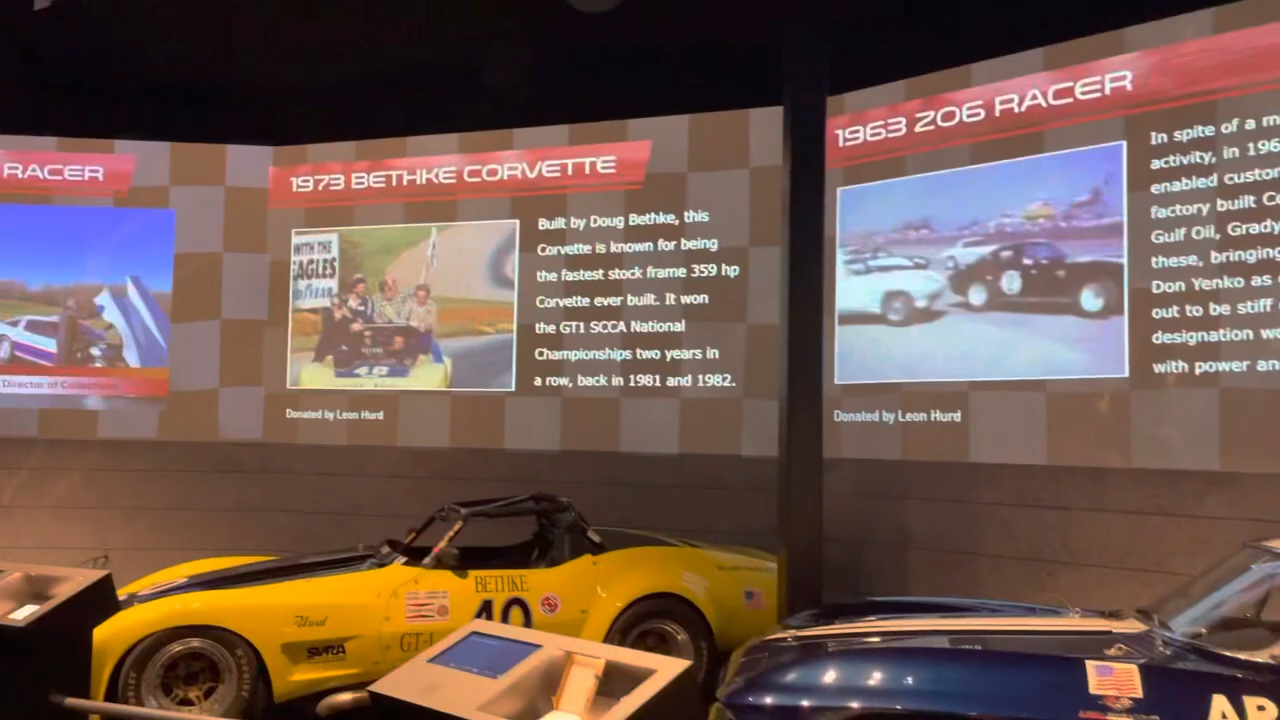 RACER
Director of Collections
1973 BETHKE CORVETTE
WITH THE
EAGLES
Built by Doug Bethke, this
Corvette is known for being
the fastest stock frame 359 hp
Corvette ever built. It won
the GT1 SCCA National
Championships two years in
a row, back in 1981 and 1982.
Donated by Leon Hurd
1963 Z06 RACER
In spite of a m
activity, in 196
enabled custom
factory built Co
Gulf Oil, Grady
these, bringing
Don Yenko as
out to be stiff
designation w
with power an
Donated by Leon Hurd
BETHKE
Hurd
GT-1
SVRA
AR